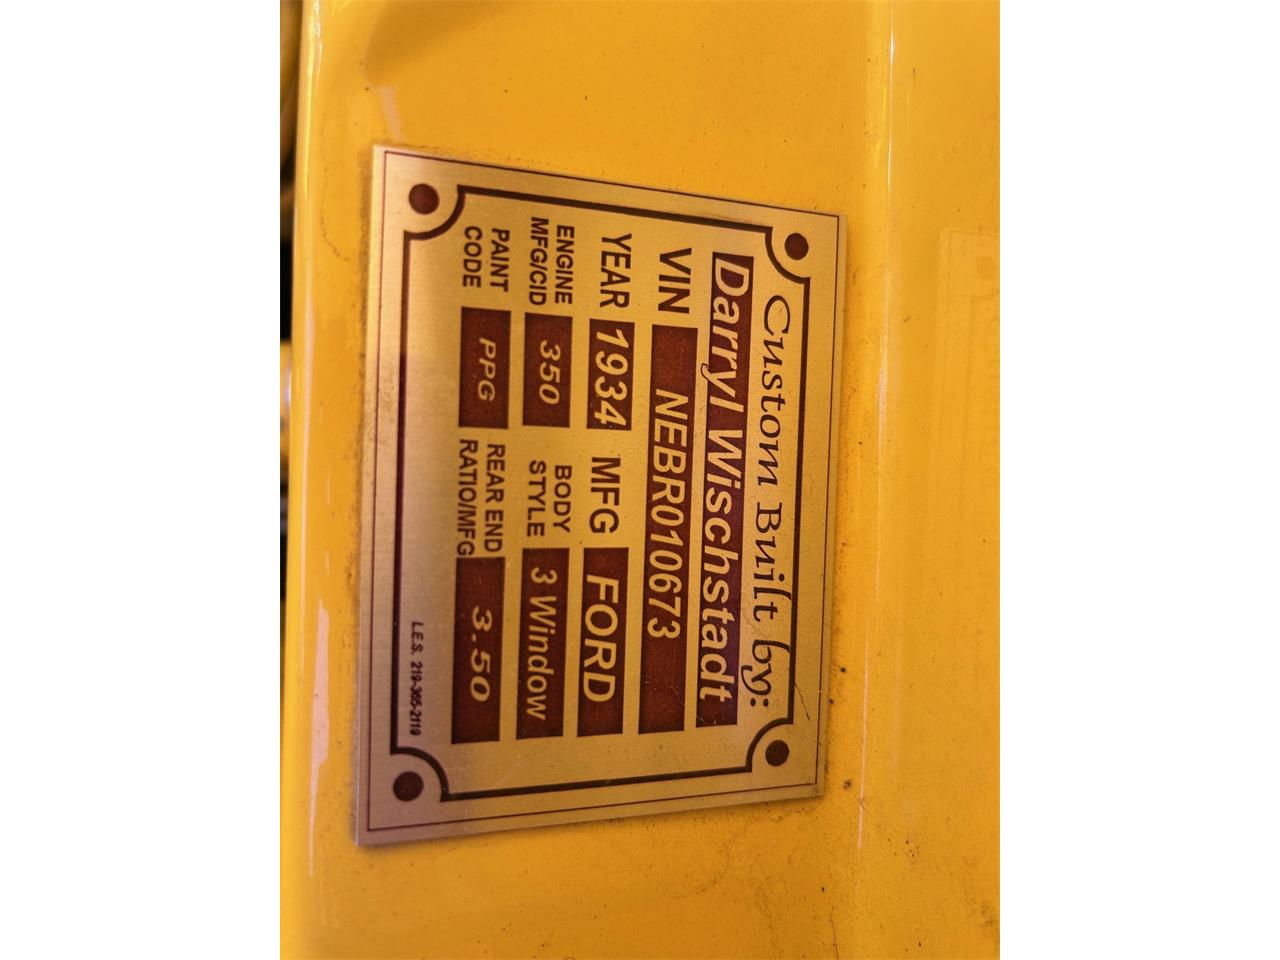 Custom Built by:
Darryl Wischstadt
VIN NEBR010673
YEAR 1934 MFG FORD
ENGINE MFG/CID 350 BODY STYLE 3 Window
PAINT CODE PPG REAR END RATIO/MFG 3.50
L.E.S. 219-365-2119